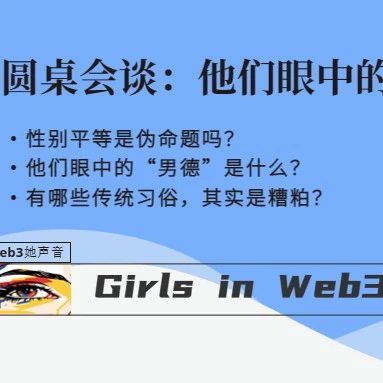 圆桌会谈：他们眼中的
·性别平等是伪命题吗？
·他们眼中的“男德”是什么？
·有哪些传统习俗，其实是糟粕？
eb3她声音
Girls in Web3